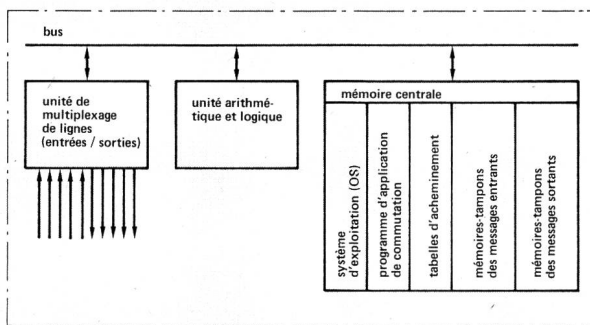 bus
unité de
multiplexage
de lignes
(entrées / sorties)
unité arithmé-
tique et logique
mémoire centrale
système
d'exploitation (OS)
programme d'application
de commutation
tabelles d'acheminement
mémoires-tampons
des messages entrants
mémoires-tampons
des messages sortants